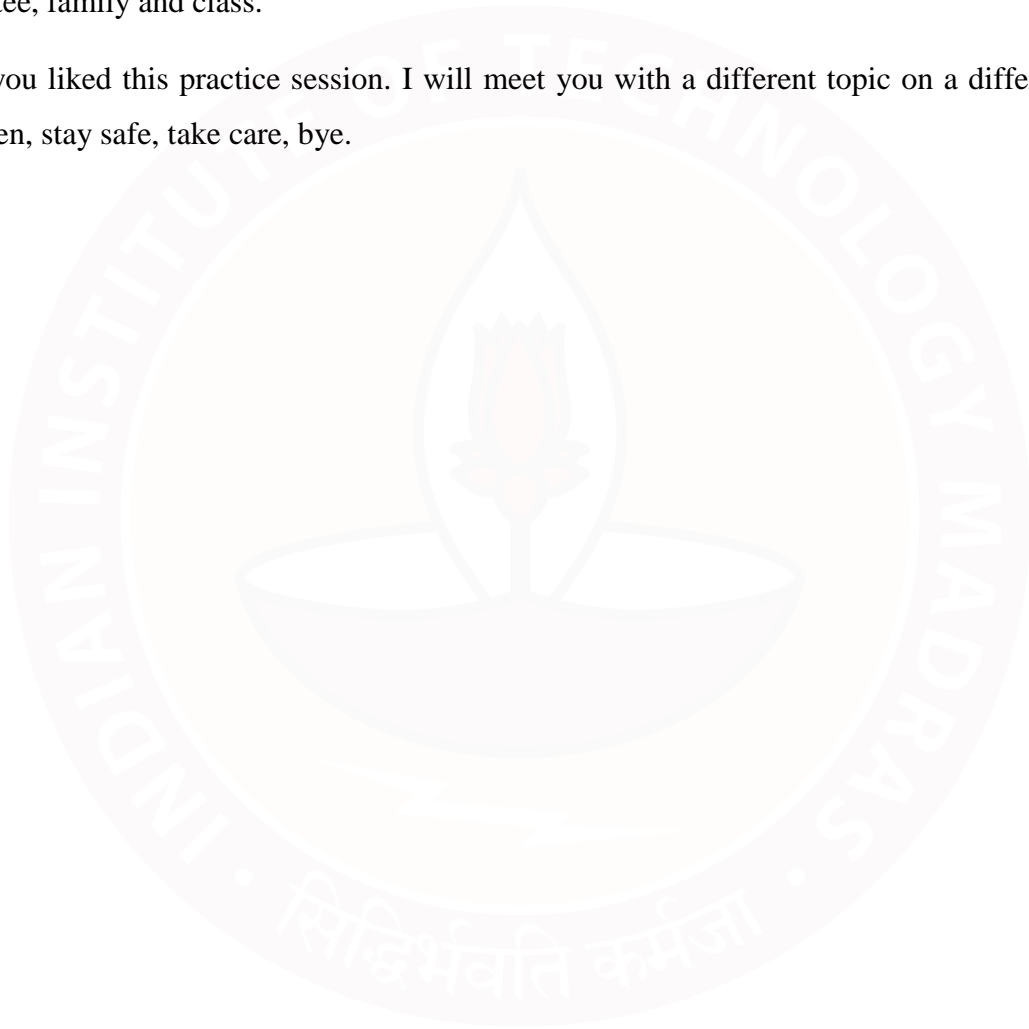 tee, family and class.
you liked this practice session. I will meet you with a different topic on a diffe
en, stay safe, take care, bye.
INDIAN INSTITUTE OF TECHNOLOGY MADRAS
सिद्धिर्भवति कर्मजा